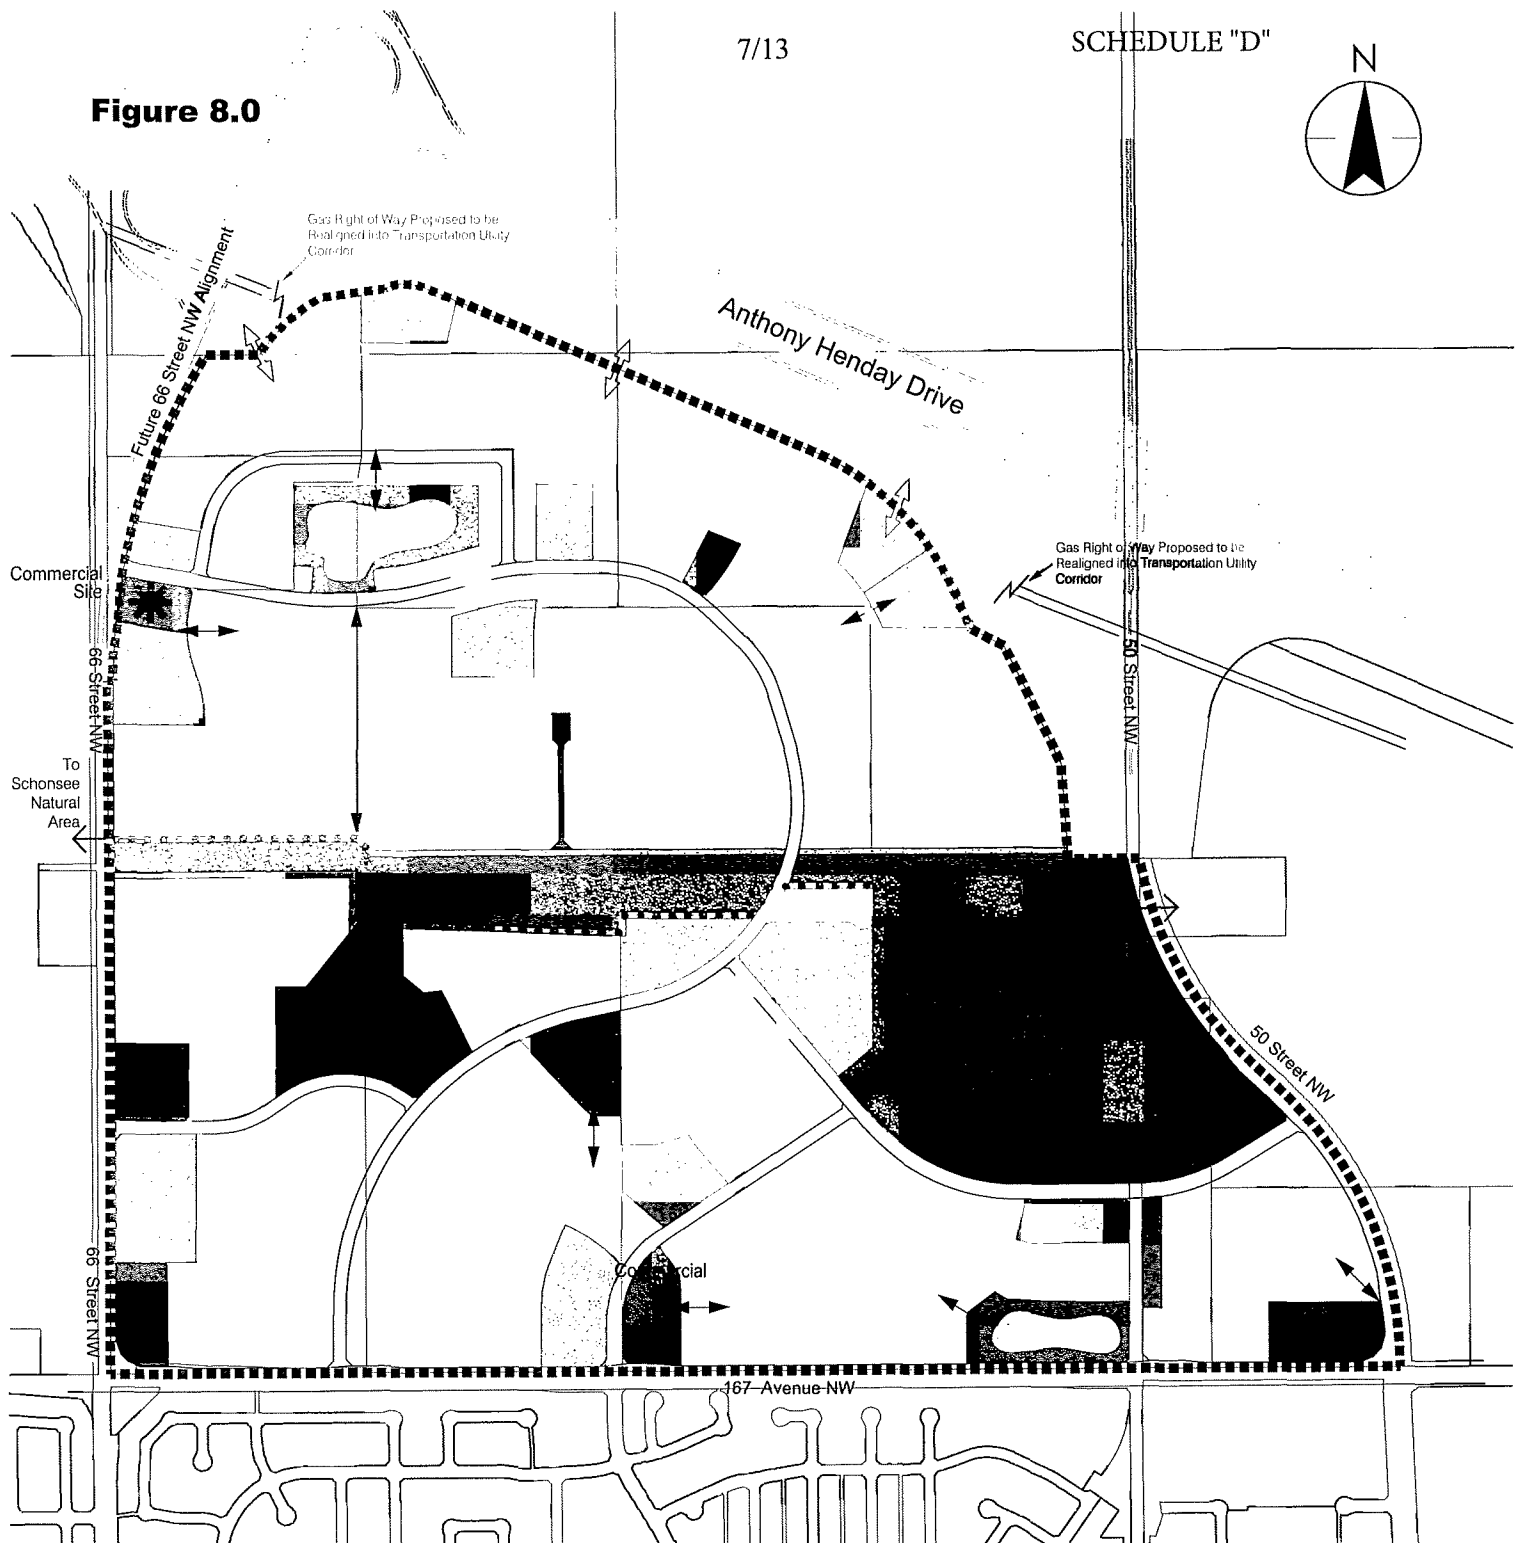 7/13
SCHEDULE "D"
N
Figure 8.0
Gas Right of Way Proposed to be
Realigned into Transportation Utility
Corridor
Future 66 Street NW Alignment
Anthony Henday Drive
Gas Right of Way Proposed to be
Realigned into Transportation Utility
Corridor
Commercial
Site
66 Street NW
50 Street NW
To
Schonsee
Natural
Area
50 Street NW
66 Street NW
Commercial
167 Avenue NW